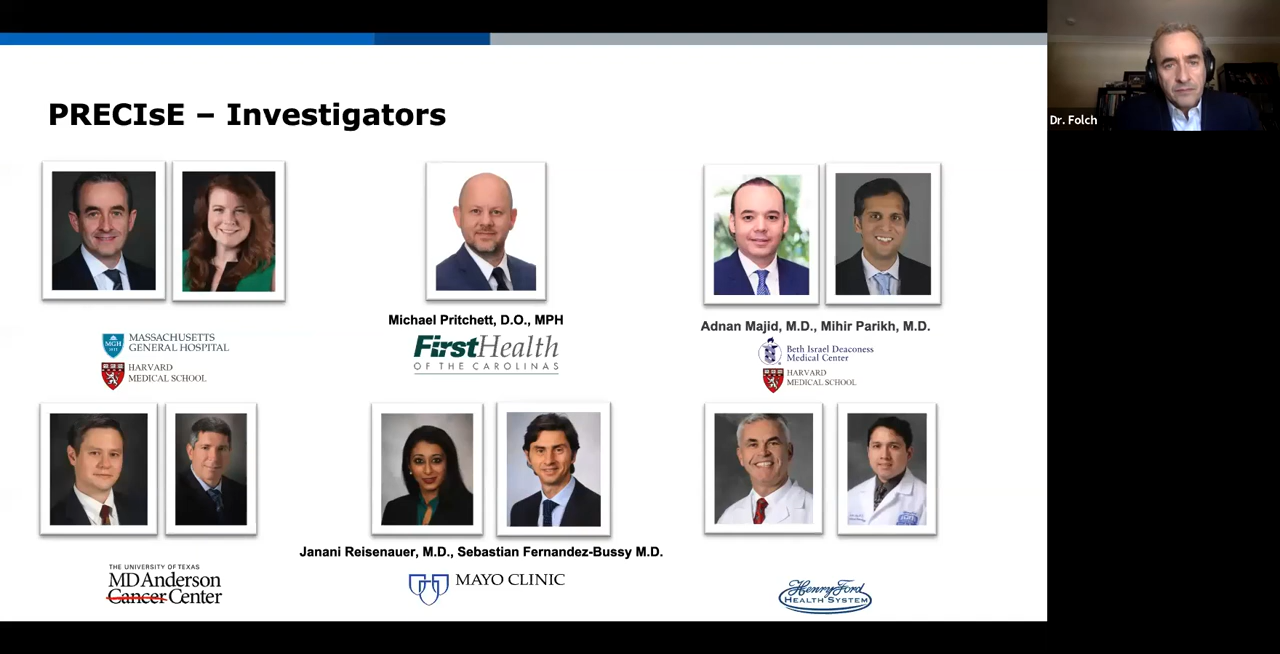 PRECIsE – Investigators
Dr. Folch
Michael Pritchett, D.O., MPH
Adnan Majid, M.D., Mihir Parikh, M.D.
MGH
1811
MASSACHUSETTS
GENERAL HOSPITAL
HARVARD
MEDICAL SCHOOL
FirstHealth
OF THE CAROLINAS
Beth Israel Deaconess
Medical Center
HARVARD
MEDICAL SCHOOL
Janani Reisenauer, M.D., Sebastian Fernandez-Bussy M.D.
THE UNIVERSITY OF TEXAS
MD Anderson
Cancer Center
MAYO CLINIC
Henry Ford
HEALTH SYSTEM